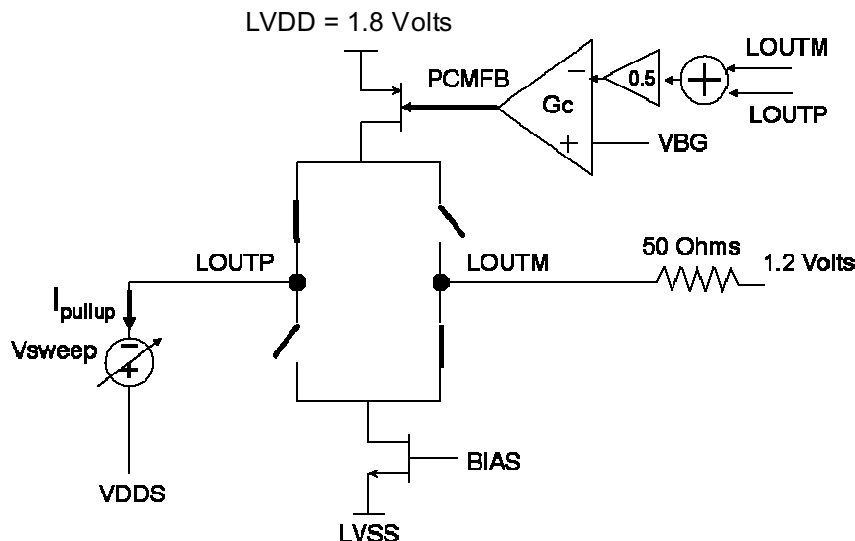 LVDD = 1.8 Volts
LOUTM
PCMFB
−
0.5
+
Gc
LOUTP
+
VBG
50 Ohms
LOUTP
LOUTM
1.2 Volts
Ipullup
Vsweep
−
+
BIAS
VDDS
LVSS